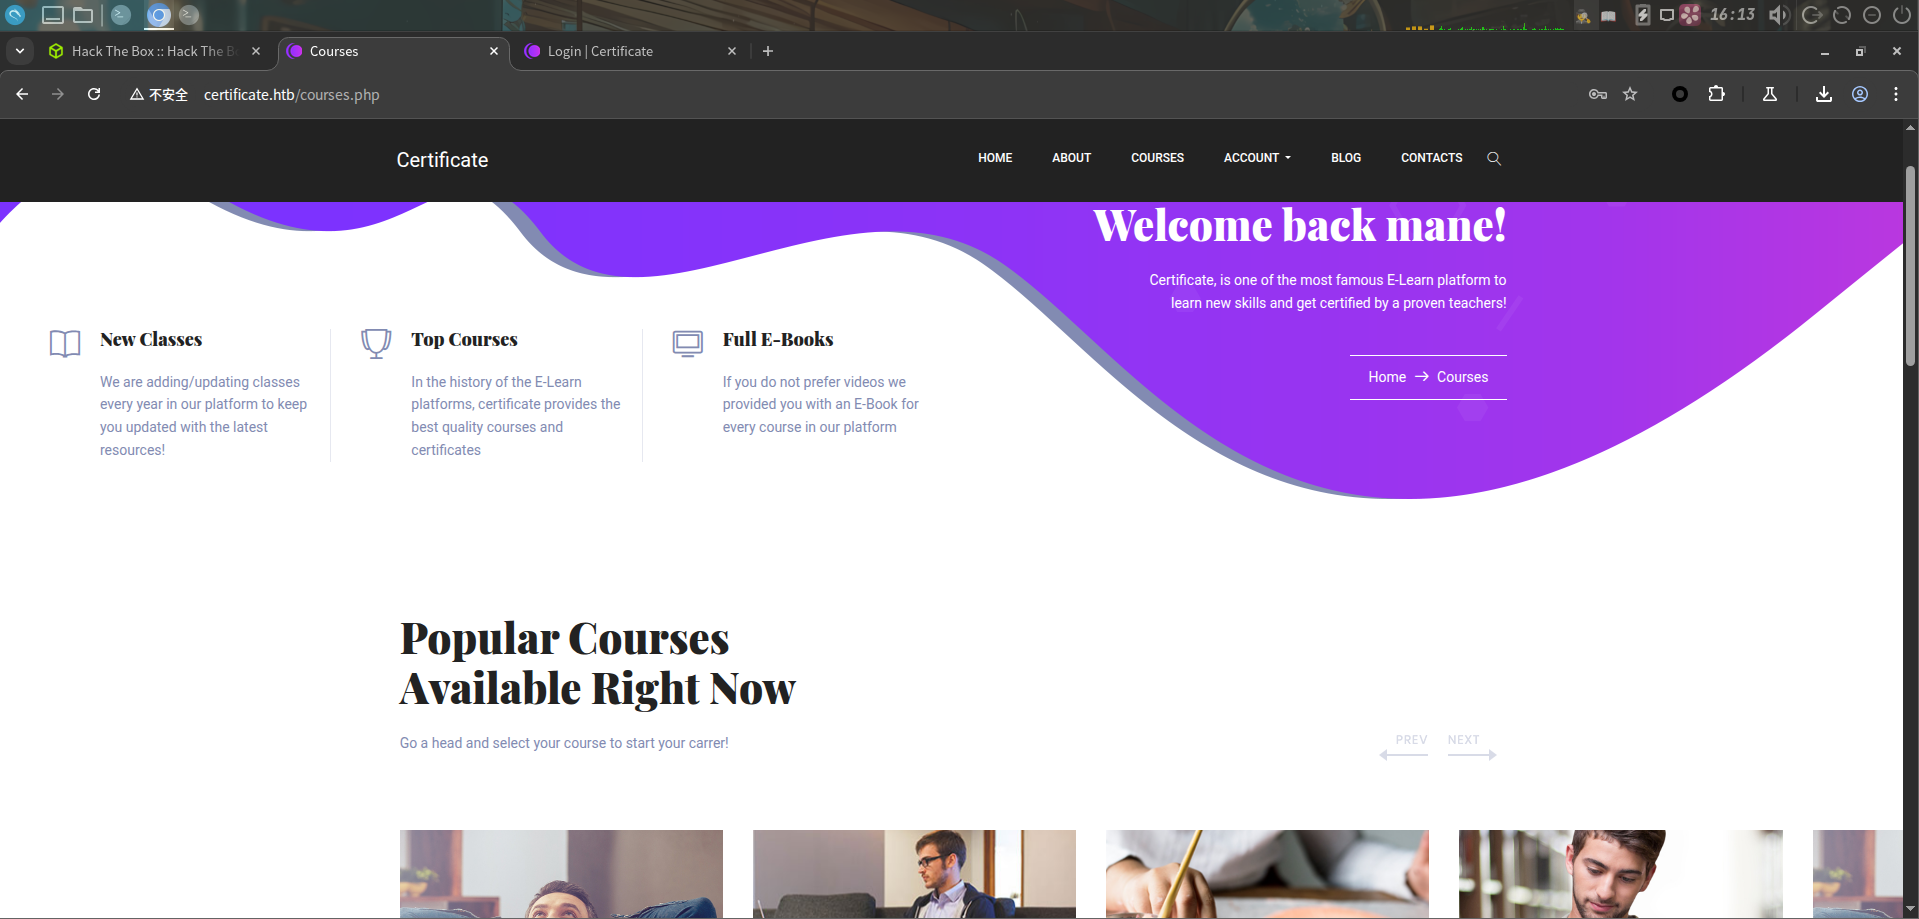 16:13
Hack The Box :: Hack The B
Courses
Login | Certificate
不安全
certificate.htb/courses.php
Certificate
HOME
ABOUT
COURSES
ACCOUNT
BLOG
CONTACTS
Welcome back mane!
Certificate, is one of the most famous E-Learn platform to
learn new skills and get certified by a proven teachers!
Home → Courses
New Classes
We are adding/updating classes
every year in our platform to keep
you updated with the latest
resources!
Top Courses
In the history of the E-Learn
platforms, certificate provides the
best quality courses and
certificates
Full E-Books
If you do not prefer videos we
provided you with an E-Book for
every course in our platform
Popular Courses
Available Right Now
Go a head and select your course to start your carrer!
PREV
NEXT